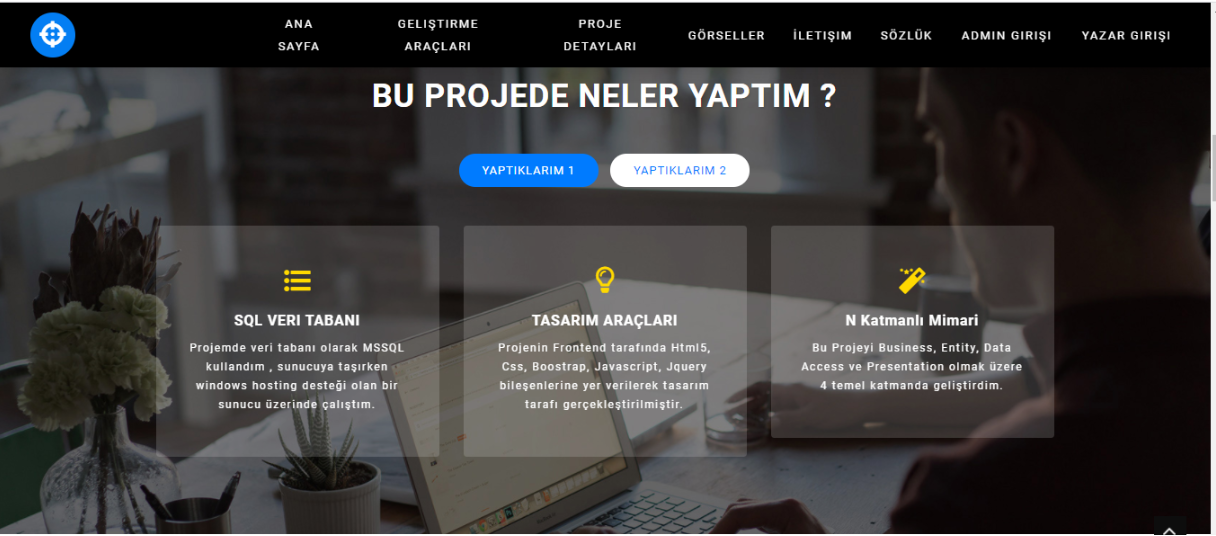 ANA
SAYFA
GELIŞTIRME
ARAÇLARI
PROJE
DETAYLARI
GÖRSELLER
İLETIŞIM
SÖZLÜK
ADMIN GIRIŞI
YAZAR GIRIŞI
BU PROJEDE NELER YAPTIM ?
YAPTIKLARIM 1
YAPTIKLARIM 2
SQL VERI TABANI
Projemde veri tabanı olarak MSSQL
kullandım , sunucuya taşırken
windows hosting desteği olan bir
sunucu üzerinde çalıştım.
TASARIM ARAÇLARI
Projenin Frontend tarafında Html5,
Css, Boostrap, Javascript, Jquery
bileşenlerine yer verilerek tasarım
tarafı gerçekleştirilmiştir.
N Katmanlı Mimari
Bu Projeyi Business, Entity, Data
Access ve Presentation olmak üzere
4 temel katmanda geliştirdim.